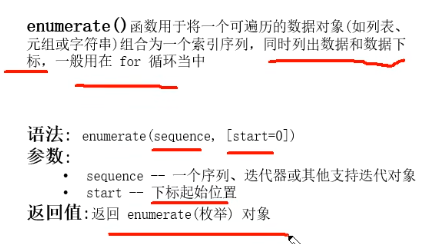 enumerate()函数用于将一个可遍历的数据对象(如列表、
元组或字符串)组合为一个索引序列，同时列出数据和数据下
标，一般用在 for 循环当中
语法: enumerate(sequence, [start=0])
参数:
• sequence -- 一个序列、迭代器或其他支持迭代对象
• start -- 下标起始位置
返回值:返回 enumerate(枚举) 对象